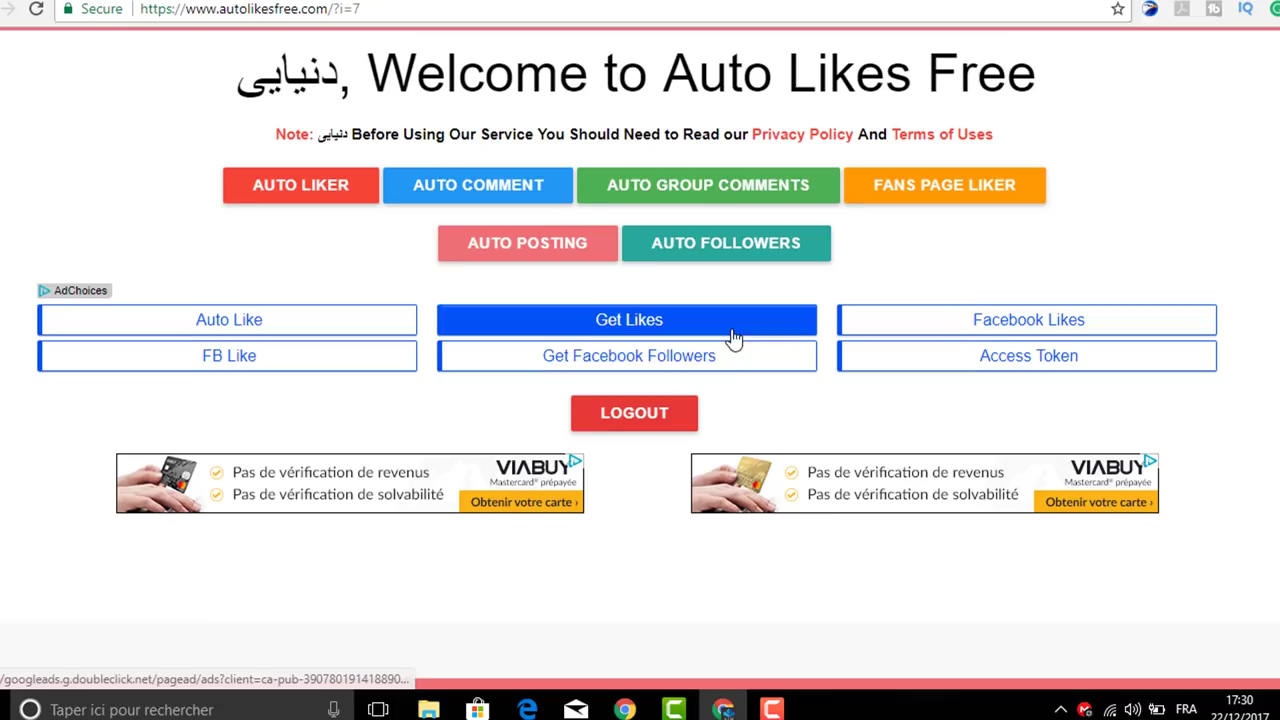 Secure https://www.autolikesfree.com/?i=7
دنیایی, Welcome to Auto Likes Free
Note: دنیایی Before Using Our Service You Should Need to Read our Privacy Policy And Terms of Uses
AUTO LIKER AUTO COMMENT AUTO GROUP COMMENTS FANS PAGE LIKER
AUTO POSTING AUTO FOLLOWERS
AdChoices
Auto Like Get Likes Facebook Likes
FB Like Get Facebook Followers Access Token
LOGOUT
Pas de vérification de revenus
Pas de vérification de solvabilité
VIABUY
Mastercard® prépayée
Obtenir votre carte ›
Pas de vérification de revenus
Pas de vérification de solvabilité
VIABUY
Mastercard® prépayée
Obtenir votre carte ›
/googleads.g.doubleclick.net/pagead/ads?client=ca-pub-390780191418890...
Taper ici pour rechercher
FRA
17:30
22/12/2017